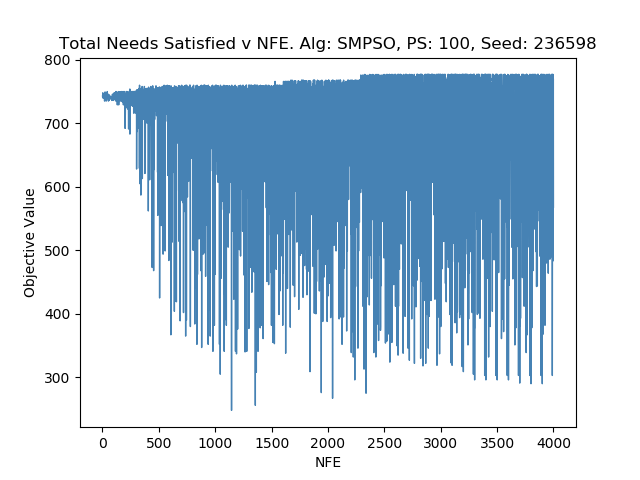 Total Needs Satisfied v NFE. Alg: SMPSO, PS: 100, Seed: 236598
800
700
600
500
400
300
Objective Value
0 500 1000 1500 2000 2500 3000 3500 4000
NFE